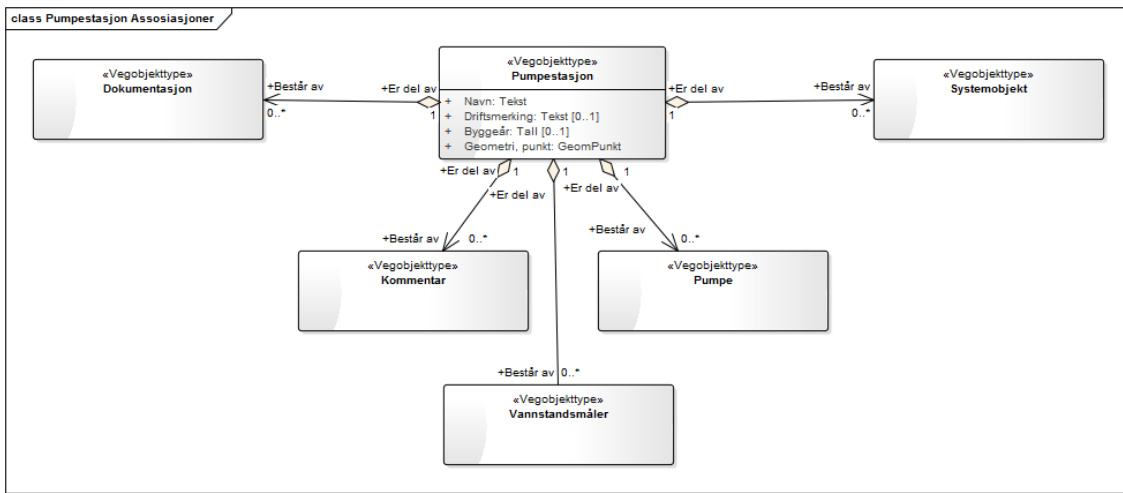 class Pumpestasjon Assosiasjoner
«Vegobjekttype»
Dokumentasjon
+Består av
0..*
+Er del av
1
«Vegobjekttype»
Pumpestasjon
+ Navn: Tekst
+ Driftsmerking: Tekst [0..1]
+ Byggeår: Tall [0..1]
+ Geometri, punkt: GeomPunkt
+Er del av
1
+Består av
0..*
«Vegobjekttype»
Systemobjekt
+Er del av
1
+Er del av
1
+Er del av
1
+Består av
0..*
+Består av
0..*
«Vegobjekttype»
Kommentar
«Vegobjekttype»
Pumpe
+Består av
0..*
«Vegobjekttype»
Vannstandsmåler